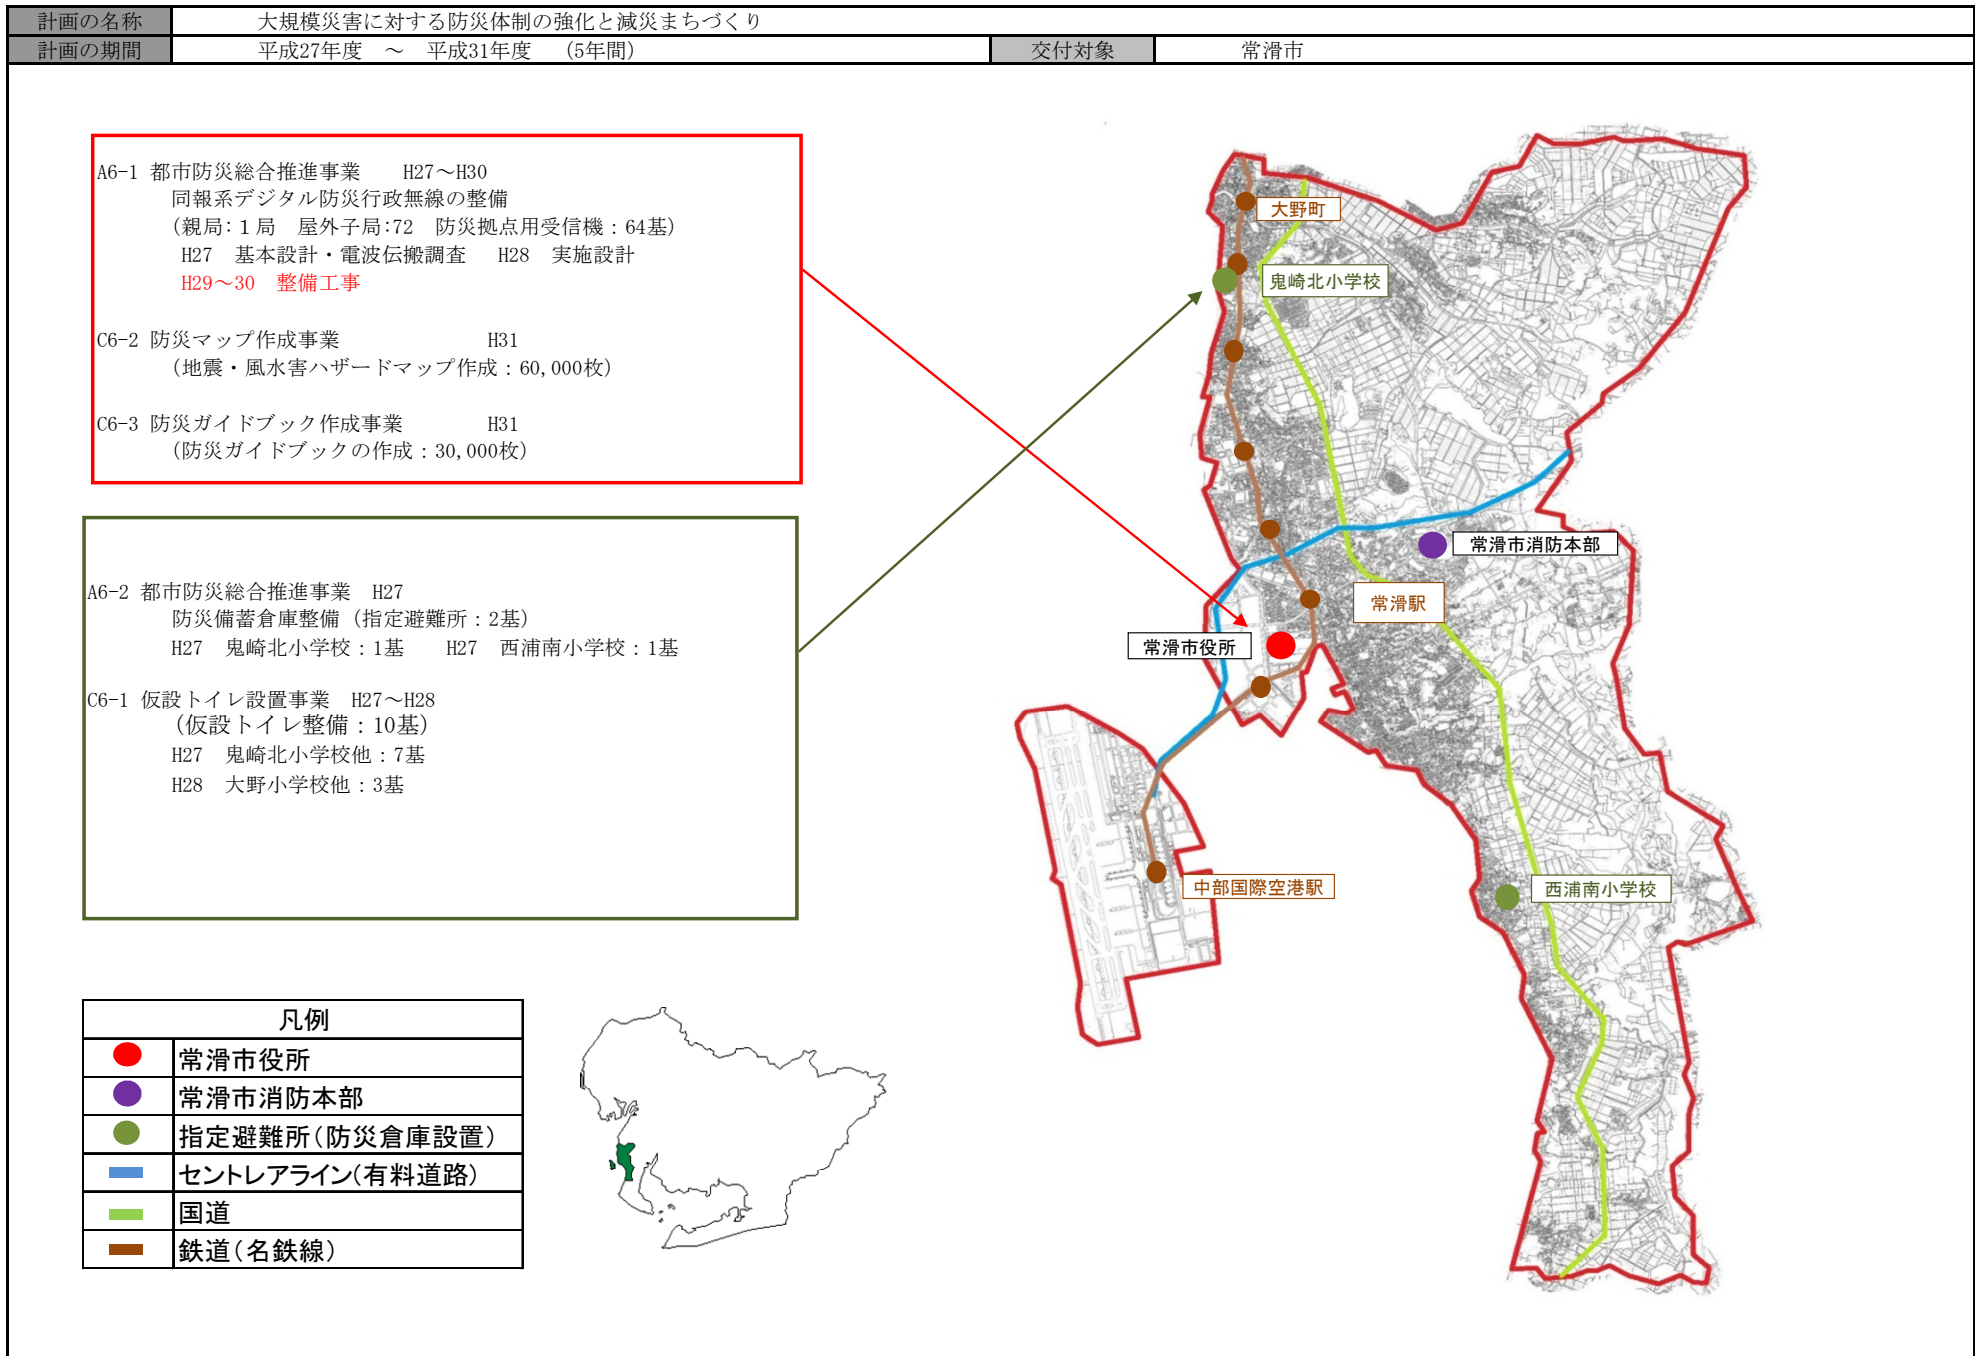 計画の名称　大規模災害に対する防災体制の強化と減災まちづくり
計画の期間　平成27年度　～　平成31年度　（5年間）　交付対象　常滑市
A6-1 都市防災総合推進事業　　H27～H30
同報系デジタル防災行政無線の整備
（親局：１局　屋外子局：72　防災拠点用受信機：64基）
H27　基本設計・電波伝搬調査　　H28　実施設計
H29～30　整備工事
C6-2 防災マップ作成事業　　H31
（地震・風水害ハザードマップ作成：60,000枚）
C6-3 防災ガイドブック作成事業　　H31
（防災ガイドブックの作成：30,000枚）
A6-2 都市防災総合推進事業　H27
防災備蓄倉庫整備（指定避難所：2基）
H27　鬼崎北小学校：1基　　H27　西浦南小学校：1基
C6-1 仮設トイレ設置事業　H27～H28
（仮設トイレ整備：10基）
H27　鬼崎北小学校他：7基
H28　大野小学校他：3基
大野町
鬼崎北小学校
常滑市消防本部
常滑駅
常滑市役所
中部国際空港駅
西浦南小学校
凡例
常滑市役所
常滑市消防本部
指定避難所（防災倉庫設置）
セントレアライン（有料道路）
国道
鉄道（名鉄線）